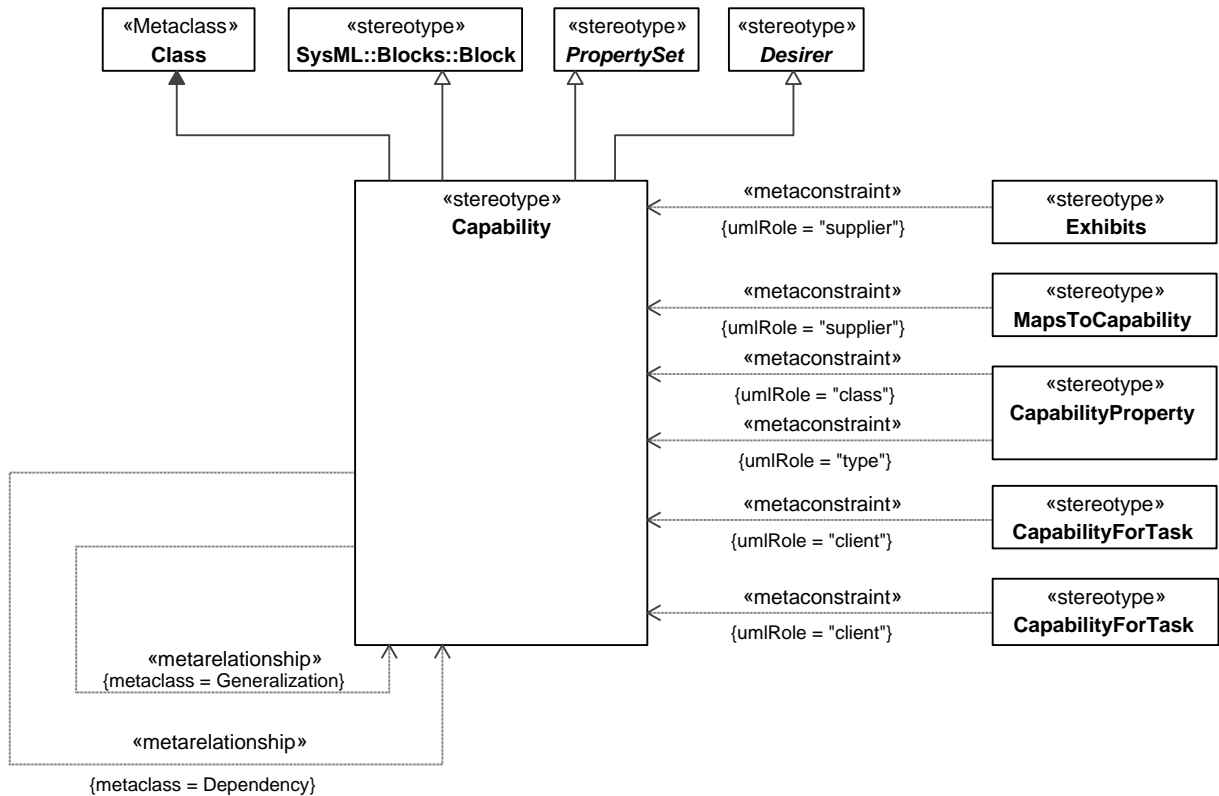 «Metaclass»
Class
«stereotype»
SysML::Blocks::Block
«stereotype»
PropertySet
«stereotype»
Desirer
«stereotype»
Capability
«metaconstraint»
{umlRole = "supplier"}
«stereotype»
Exhibits
«metaconstraint»
{umlRole = "supplier"}
«stereotype»
MapsToCapability
«metaconstraint»
{umlRole = "class"}
«metaconstraint»
{umlRole = "type"}
«stereotype»
CapabilityProperty
«metaconstraint»
{umlRole = "client"}
«stereotype»
CapabilityForTask
«metaconstraint»
{umlRole = "client"}
«stereotype»
CapabilityForTask
«metarelationship»
{metaclass = Generalization}
«metarelationship»
{metaclass = Dependency}